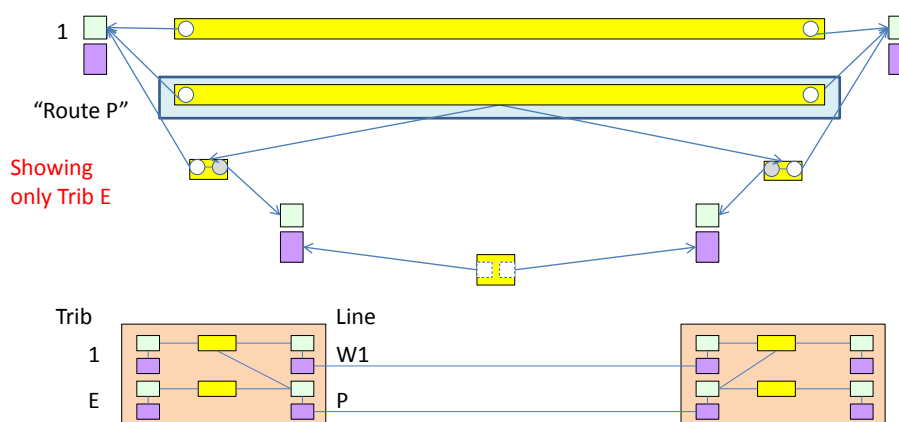 1
“Route P”
Showing
only Trib E
Trib
Line
1
W1
E
P